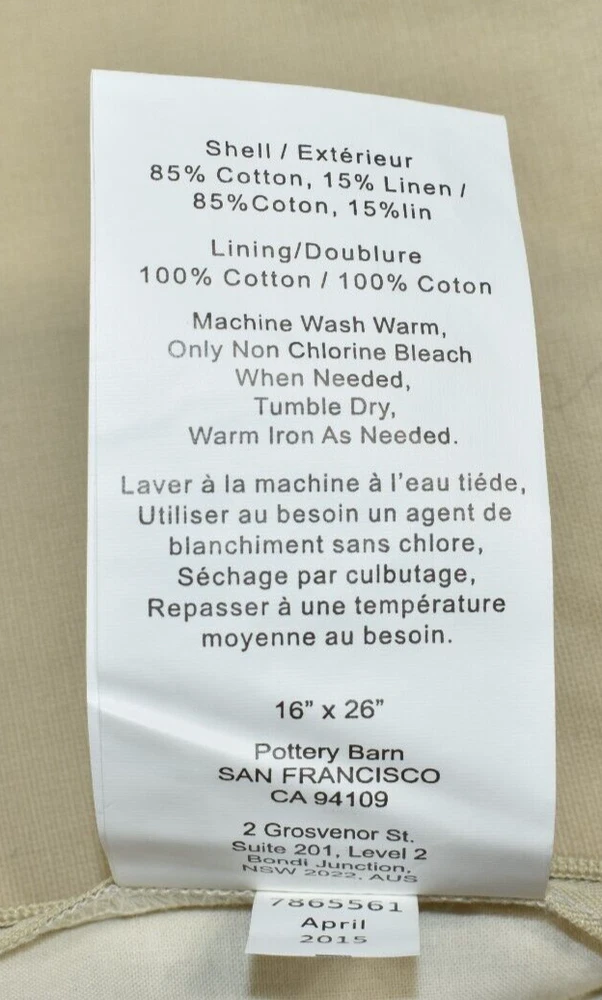 Shell / Extérieur
85% Cotton, 15% Linen /
85%Coton, 15%lin
Lining/Doublure
100% Cotton / 100% Coton
Machine Wash Warm,
Only Non Chlorine Bleach
When Needed,
Tumble Dry,
Warm Iron As Needed.
Laver à la machine à l'eau tiéde,
Utiliser au besoin un agent de
blanchiment sans chlore,
Séchage par culbutage,
Repasser à une température
moyenne au besoin.
16” x 26”
Pottery Barn
SAN FRANCISCO
CA 94109
2 Grosvenor St.
Suite 201, Level 2
Bondi Junction,
NSW 2022, AUS
7865561
April
2015